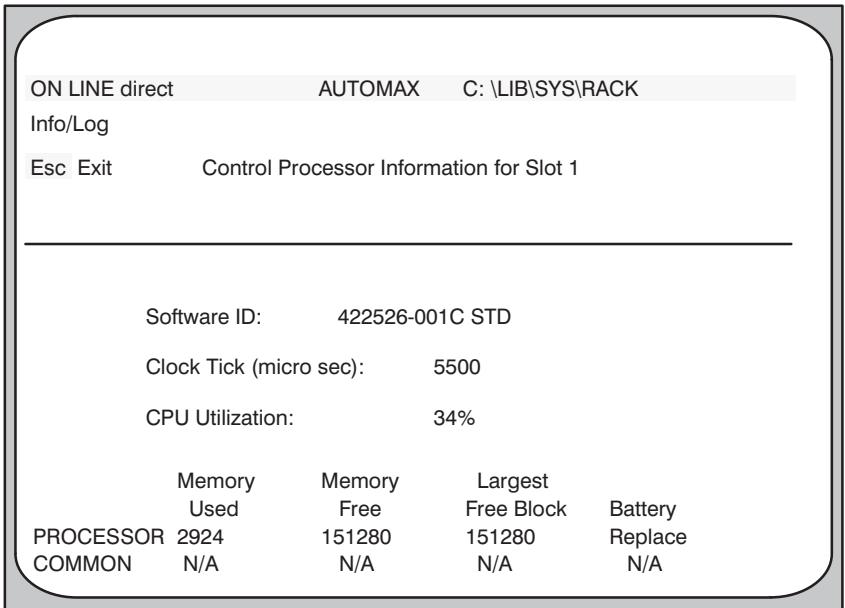 ON LINE direct AUTOMAX C: \LIB\SYS\RACK
Info/Log
Esc Exit Control Processor Information for Slot 1
Software ID: 422526-001C STD
Clock Tick (micro sec): 5500
CPU Utilization: 34%
Memory Memory Largest
Used Free Free Block Battery
PROCESSOR 2924 151280 151280 Replace
COMMON N/A N/A N/A N/A